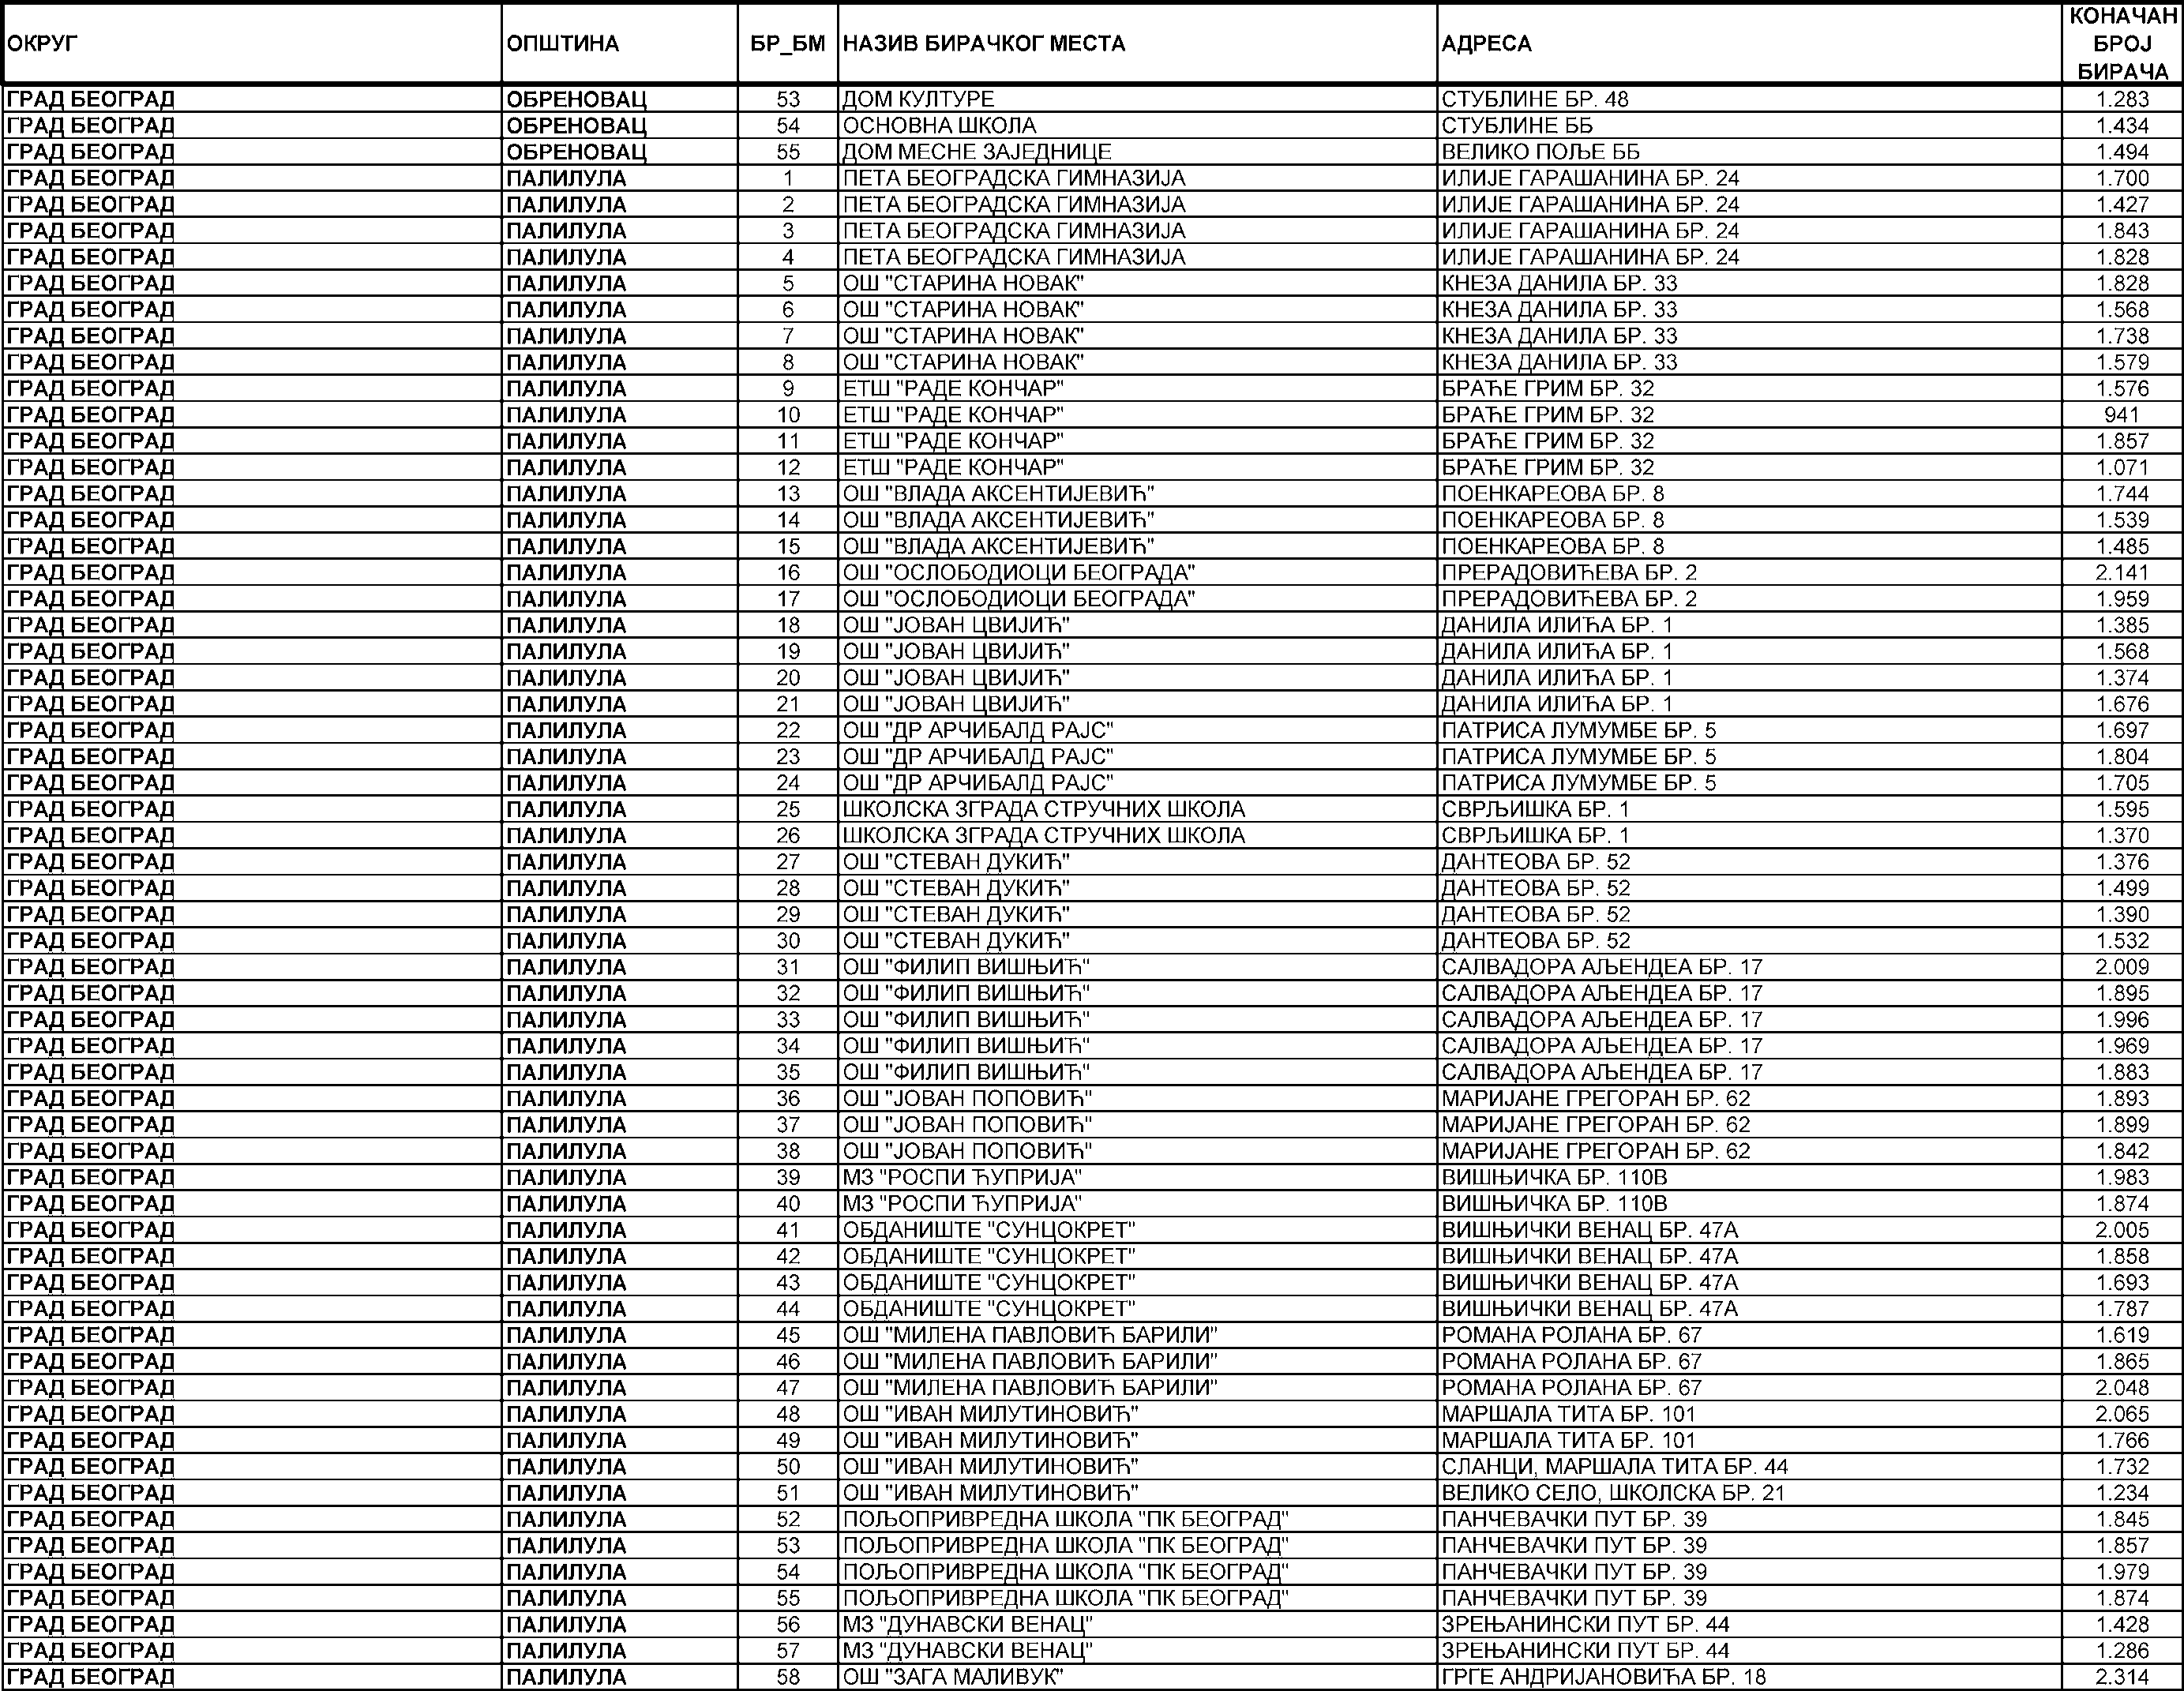 ОКРУГ ОПШТИНА БР_БМ НАЗИВ БИРАЧКОГ МЕСТА АДРЕСА КОНАЧАН БРОЈ БИРАЧА
ГРАД БЕОГРАД ОБРЕНОВАЦ 53 ДОМ КУЛТУРЕ СТУБЛИНЕ БР. 48 1.283
ГРАД БЕОГРАД ОБРЕНОВАЦ 54 ОСНОВНА ШКОЛА СТУБЛИНЕ ББ 1.434
ГРАД БЕОГРАД ОБРЕНОВАЦ 55 ДОМ МЕСНЕ ЗАЈЕДНИЦЕ ВЕЛИКО ПОЉЕ ББ 1.494
ГРАД БЕОГРАД ПАЛИЛУЛА 1 ПЕТА БЕОГРАДСКА ГИМНАЗИЈА ИЛИЈЕ ГАРАШАНИНА БР. 24 1.700
ГРАД БЕОГРАД ПАЛИЛУЛА 2 ПЕТА БЕОГРАДСКА ГИМНАЗИЈА ИЛИЈЕ ГАРАШАНИНА БР. 24 1.427
ГРАД БЕОГРАД ПАЛИЛУЛА 3 ПЕТА БЕОГРАДСКА ГИМНАЗИЈА ИЛИЈЕ ГАРАШАНИНА БР. 24 1.843
ГРАД БЕОГРАД ПАЛИЛУЛА 4 ПЕТА БЕОГРАДСКА ГИМНАЗИЈА ИЛИЈЕ ГАРАШАНИНА БР. 24 1.828
ГРАД БЕОГРАД ПАЛИЛУЛА 5 ОШ "СТАРИНА НОВАК" КНЕЗА ДАНИЛА БР. 33 1.828
ГРАД БЕОГРАД ПАЛИЛУЛА 6 ОШ "СТАРИНА НОВАК" КНЕЗА ДАНИЛА БР. 33 1.568
ГРАД БЕОГРАД ПАЛИЛУЛА 7 ОШ "СТАРИНА НОВАК" КНЕЗА ДАНИЛА БР. 33 1.738
ГРАД БЕОГРАД ПАЛИЛУЛА 8 ОШ "СТАРИНА НОВАК" КНЕЗА ДАНИЛА БР. 33 1.579
ГРАД БЕОГРАД ПАЛИЛУЛА 9 ЕТШ "РАДЕ КОНЧАР" БРАЋЕ ГРИМ БР. 32 1.576
ГРАД БЕОГРАД ПАЛИЛУЛА 10 ЕТШ "РАДЕ КОНЧАР" БРАЋЕ ГРИМ БР. 32 941
ГРАД БЕОГРАД ПАЛИЛУЛА 11 ЕТШ "РАДЕ КОНЧАР" БРАЋЕ ГРИМ БР. 32 1.857
ГРАД БЕОГРАД ПАЛИЛУЛА 12 ЕТШ "РАДЕ КОНЧАР" БРАЋЕ ГРИМ БР. 32 1.071
ГРАД БЕОГРАД ПАЛИЛУЛА 13 ОШ "ВЛАДА АКСЕНТИЈЕВИЋ" ПОЕНКАРЕОВА БР. 8 1.744
ГРАД БЕОГРАД ПАЛИЛУЛА 14 ОШ "ВЛАДА АКСЕНТИЈЕВИЋ" ПОЕНКАРЕОВА БР. 8 1.539
ГРАД БЕОГРАД ПАЛИЛУЛА 15 ОШ "ВЛАДА АКСЕНТИЈЕВИЋ" ПОЕНКАРЕОВА БР. 8 1.485
ГРАД БЕОГРАД ПАЛИЛУЛА 16 ОШ "ОСЛОБОДИОЦИ БЕОГРАДА" ПРЕРАДОВИЋЕВА БР. 2 2.141
ГРАД БЕОГРАД ПАЛИЛУЛА 17 ОШ "ОСЛОБОДИОЦИ БЕОГРАДА" ПРЕРАДОВИЋЕВА БР. 2 1.959
ГРАД БЕОГРАД ПАЛИЛУЛА 18 ОШ "ЈОВАН ЦВИЈИЋ" ДАНИЛА ИЛИЋА БР. 1 1.385
ГРАД БЕОГРАД ПАЛИЛУЛА 19 ОШ "ЈОВАН ЦВИЈИЋ" ДАНИЛА ИЛИЋА БР. 1 1.568
ГРАД БЕОГРАД ПАЛИЛУЛА 20 ОШ "ЈОВАН ЦВИЈИЋ" ДАНИЛА ИЛИЋА БР. 1 1.374
ГРАД БЕОГРАД ПАЛИЛУЛА 21 ОШ "ЈОВАН ЦВИЈИЋ" ДАНИЛА ИЛИЋА БР. 1 1.676
ГРАД БЕОГРАД ПАЛИЛУЛА 22 ОШ "ДР АРЧИБАЛД РАЈС" ПАТРИСА ЛУМУМБЕ БР. 5 1.697
ГРАД БЕОГРАД ПАЛИЛУЛА 23 ОШ "ДР АРЧИБАЛД РАЈС" ПАТРИСА ЛУМУМБЕ БР. 5 1.804
ГРАД БЕОГРАД ПАЛИЛУЛА 24 ОШ "ДР АРЧИБАЛД РАЈС" ПАТРИСА ЛУМУМБЕ БР. 5 1.705
ГРАД БЕОГРАД ПАЛИЛУЛА 25 ШКОЛСКА ЗГРАДА СТРУЧНИХ ШКОЛА СВРЉИШКА БР. 1 1.595
ГРАД БЕОГРАД ПАЛИЛУЛА 26 ШКОЛСКА ЗГРАДА СТРУЧНИХ ШКОЛА СВРЉИШКА БР. 1 1.370
ГРАД БЕОГРАД ПАЛИЛУЛА 27 ОШ "СТЕВАН ДУКИЋ" ДАНТЕОВА БР. 52 1.376
ГРАД БЕОГРАД ПАЛИЛУЛА 28 ОШ "СТЕВАН ДУКИЋ" ДАНТЕОВА БР. 52 1.499
ГРАД БЕОГРАД ПАЛИЛУЛА 29 ОШ "СТЕВАН ДУКИЋ" ДАНТЕОВА БР. 52 1.390
ГРАД БЕОГРАД ПАЛИЛУЛА 30 ОШ "СТЕВАН ДУКИЋ" ДАНТЕОВА БР. 52 1.532
ГРАД БЕОГРАД ПАЛИЛУЛА 31 ОШ "ФИЛИП ВИШЊИЋ" САЛВАДОРА АЉЕНДЕА БР. 17 2.009
ГРАД БЕОГРАД ПАЛИЛУЛА 32 ОШ "ФИЛИП ВИШЊИЋ" САЛВАДОРА АЉЕНДЕА БР. 17 1.895
ГРАД БЕОГРАД ПАЛИЛУЛА 33 ОШ "ФИЛИП ВИШЊИЋ" САЛВАДОРА АЉЕНДЕА БР. 17 1.996
ГРАД БЕОГРАД ПАЛИЛУЛА 34 ОШ "ФИЛИП ВИШЊИЋ" САЛВАДОРА АЉЕНДЕА БР. 17 1.969
ГРАД БЕОГРАД ПАЛИЛУЛА 35 ОШ "ФИЛИП ВИШЊИЋ" САЛВАДОРА АЉЕНДЕА БР. 17 1.883
ГРАД БЕОГРАД ПАЛИЛУЛА 36 ОШ "ЈОВАН ПОПОВИЋ" МАРИЈАНЕ ГРЕГОРАН БР. 62 1.893
ГРАД БЕОГРАД ПАЛИЛУЛА 37 ОШ "ЈОВАН ПОПОВИЋ" МАРИЈАНЕ ГРЕГОРАН БР. 62 1.899
ГРАД БЕОГРАД ПАЛИЛУЛА 38 ОШ "ЈОВАН ПОПОВИЋ" МАРИЈАНЕ ГРЕГОРАН БР. 62 1.842
ГРАД БЕОГРАД ПАЛИЛУЛА 39 МЗ "РОСПИ ЋУПРИЈА" ВИШЊИЧКА БР. 110В 1.983
ГРАД БЕОГРАД ПАЛИЛУЛА 40 МЗ "РОСПИ ЋУПРИЈА" ВИШЊИЧКА БР. 110В 1.874
ГРАД БЕОГРАД ПАЛИЛУЛА 41 ОБДАНИШТЕ "СУНЦОКРЕТ" ВИШЊИЧКИ ВЕНАЦ БР. 47А 2.005
ГРАД БЕОГРАД ПАЛИЛУЛА 42 ОБДАНИШТЕ "СУНЦОКРЕТ" ВИШЊИЧКИ ВЕНАЦ БР. 47А 1.858
ГРАД БЕОГРАД ПАЛИЛУЛА 43 ОБДАНИШТЕ "СУНЦОКРЕТ" ВИШЊИЧКИ ВЕНАЦ БР. 47А 1.693
ГРАД БЕОГРАД ПАЛИЛУЛА 44 ОБДАНИШТЕ "СУНЦОКРЕТ" ВИШЊИЧКИ ВЕНАЦ БР. 47А 1.787
ГРАД БЕОГРАД ПАЛИЛУЛА 45 ОШ "МИЛЕНА ПАВЛОВИЋ БАРИЛИ" РОМАНА РОЛАНА БР. 67 1.619
ГРАД БЕОГРАД ПАЛИЛУЛА 46 ОШ "МИЛЕНА ПАВЛОВИЋ БАРИЛИ" РОМАНА РОЛАНА БР. 67 1.865
ГРАД БЕОГРАД ПАЛИЛУЛА 47 ОШ "МИЛЕНА ПАВЛОВИЋ БАРИЛИ" РОМАНА РОЛАНА БР. 67 2.048
ГРАД БЕОГРАД ПАЛИЛУЛА 48 ОШ "ИВАН МИЛУТИНОВИЋ" МАРШАЛА ТИТА БР. 101 2.065
ГРАД БЕОГРАД ПАЛИЛУЛА 49 ОШ "ИВАН МИЛУТИНОВИЋ" МАРШАЛА ТИТА БР. 101 1.766
ГРАД БЕОГРАД ПАЛИЛУЛА 50 ОШ "ИВАН МИЛУТИНОВИЋ" СЛАНЦИ, МАРШАЛА ТИТА БР. 44 1.732
ГРАД БЕОГРАД ПАЛИЛУЛА 51 ОШ "ИВАН МИЛУТИНОВИЋ" ВЕЛИКО СЕЛО, ШКОЛСКА БР. 21 1.234
ГРАД БЕОГРАД ПАЛИЛУЛА 52 ПОЉОПРИВРЕДНА ШКОЛА "ПК БЕОГРАД" ПАНЧЕВАЧКИ ПУТ БР. 39 1.845
ГРАД БЕОГРАД ПАЛИЛУЛА 53 ПОЉОПРИВРЕДНА ШКОЛА "ПК БЕОГРАД" ПАНЧЕВАЧКИ ПУТ БР. 39 1.857
ГРАД БЕОГРАД ПАЛИЛУЛА 54 ПОЉОПРИВРЕДНА ШКОЛА "ПК БЕОГРАД" ПАНЧЕВАЧКИ ПУТ БР. 39 1.979
ГРАД БЕОГРАД ПАЛИЛУЛА 55 ПОЉОПРИВРЕДНА ШКОЛА "ПК БЕОГРАД" ПАНЧЕВАЧКИ ПУТ БР. 39 1.874
ГРАД БЕОГРАД ПАЛИЛУЛА 56 МЗ "ДУНАВСКИ ВЕНАЦ" ЗРЕЊАНИНСКИ ПУТ БР. 44 1.428
ГРАД БЕОГРАД ПАЛИЛУЛА 57 МЗ "ДУНАВСКИ ВЕНАЦ" ЗРЕЊАНИНСКИ ПУТ БР. 44 1.286
ГРАД БЕОГРАД ПАЛИЛУЛА 58 ОШ "ЗАГА МАЛИВУК" ГРГЕ АНДРИЈАНОВИЋА БР. 18 2.314